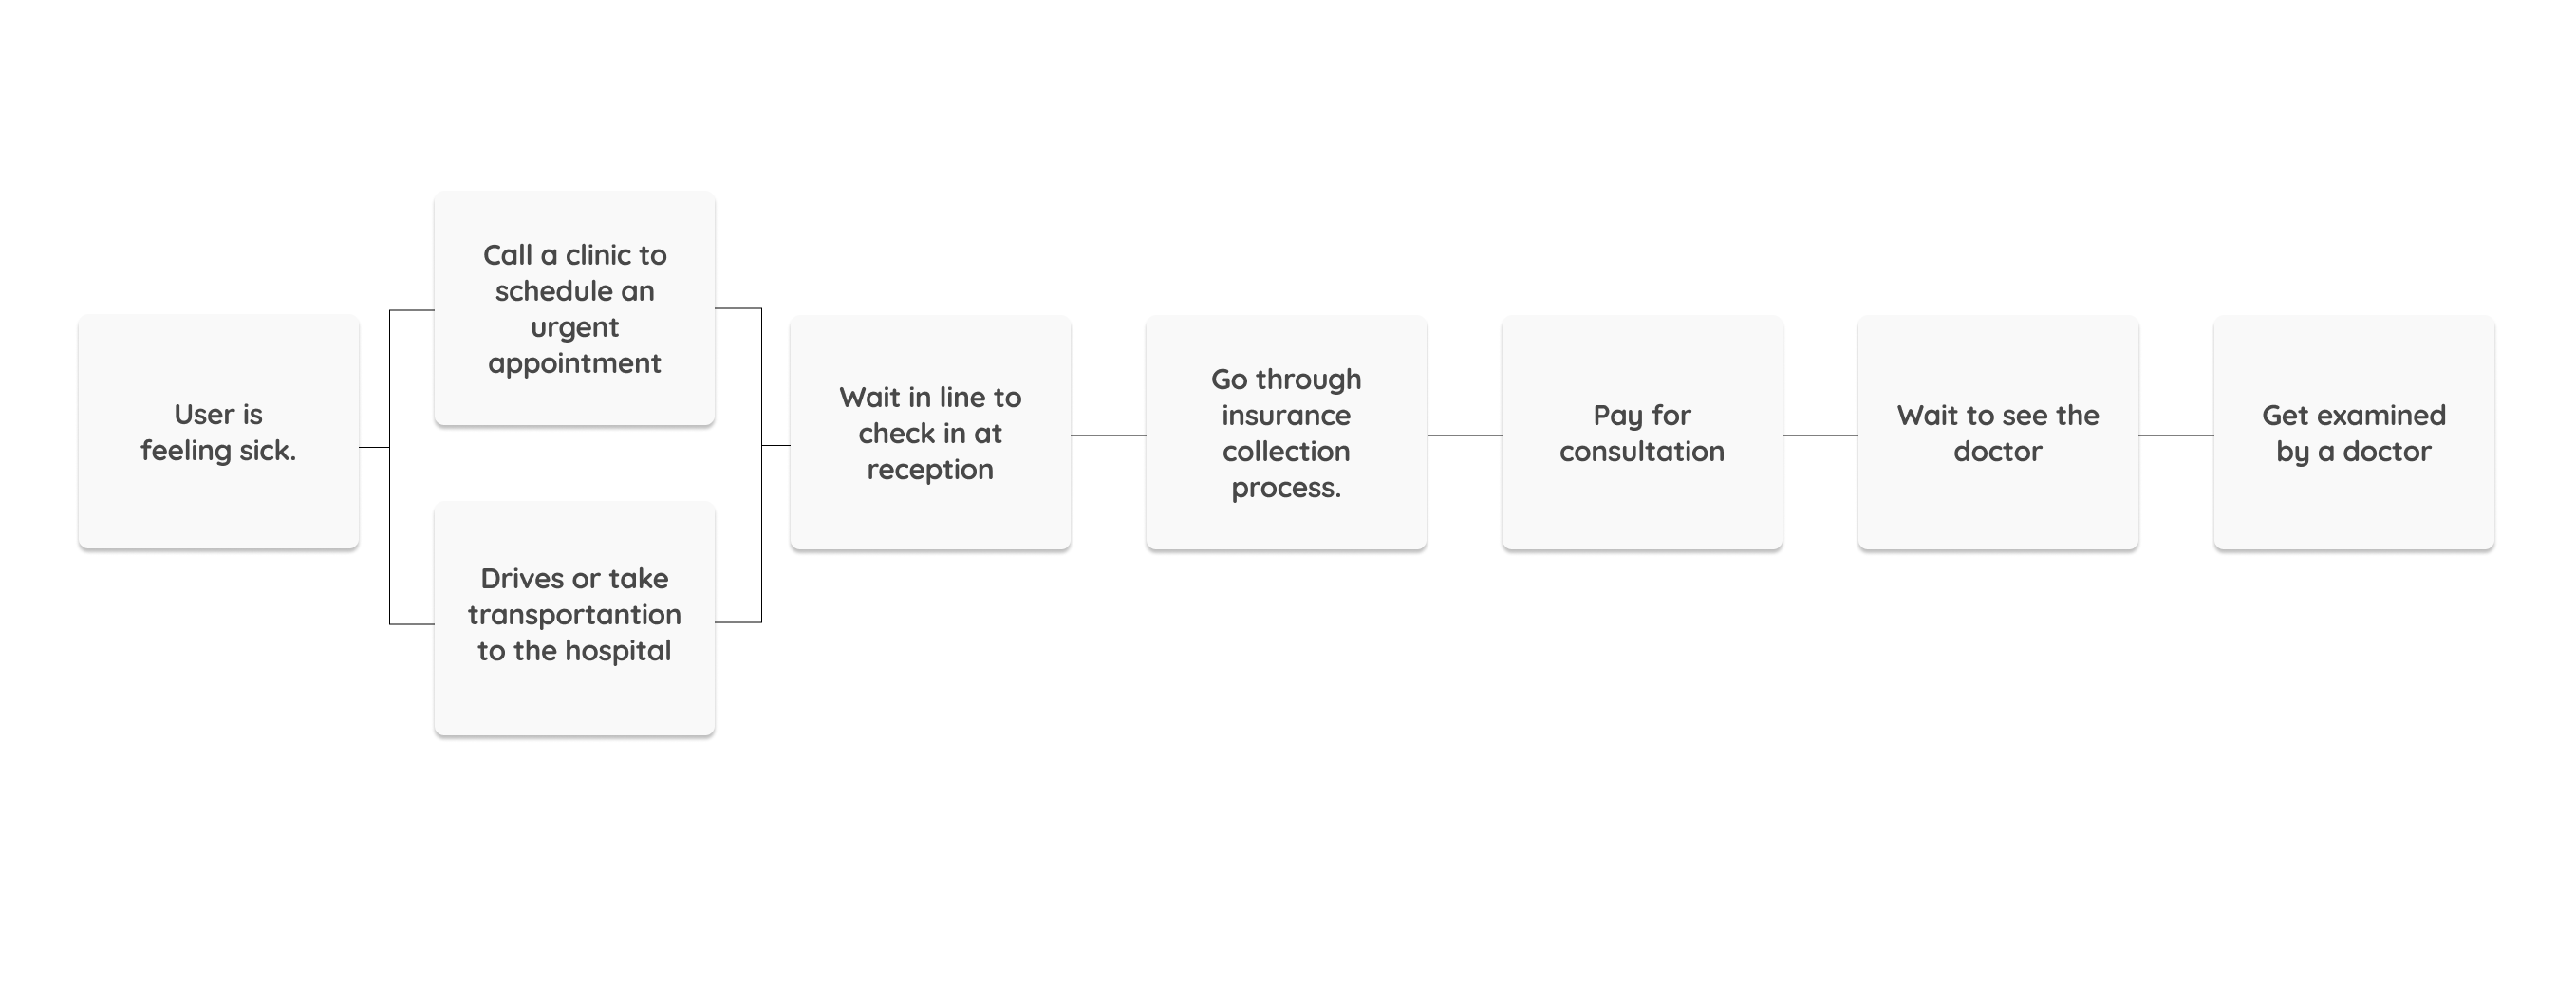 User is
feeling sick.
Call a clinic to
schedule an
urgent
appointment
Drives or take
transportantion
to the hospital
Wait in line to
check in at
reception
Go through
insurance
collection
process.
Pay for
consultation
Wait to see the
doctor
Get examined
by a doctor